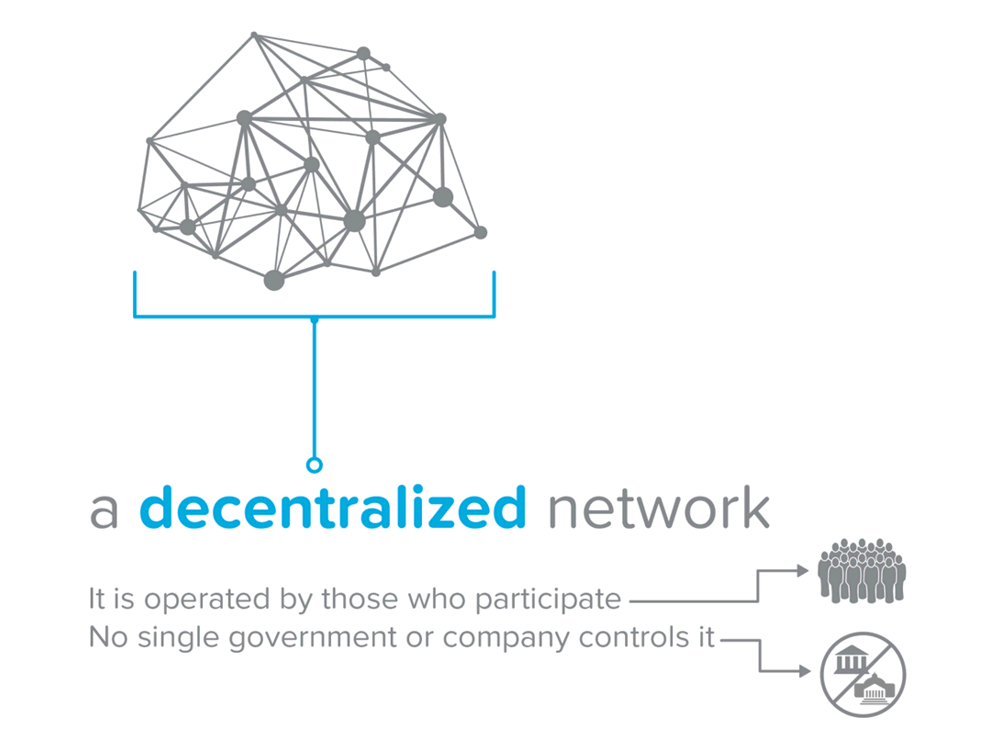 a decentralized network
It is operated by those who participate
No single government or company controls it